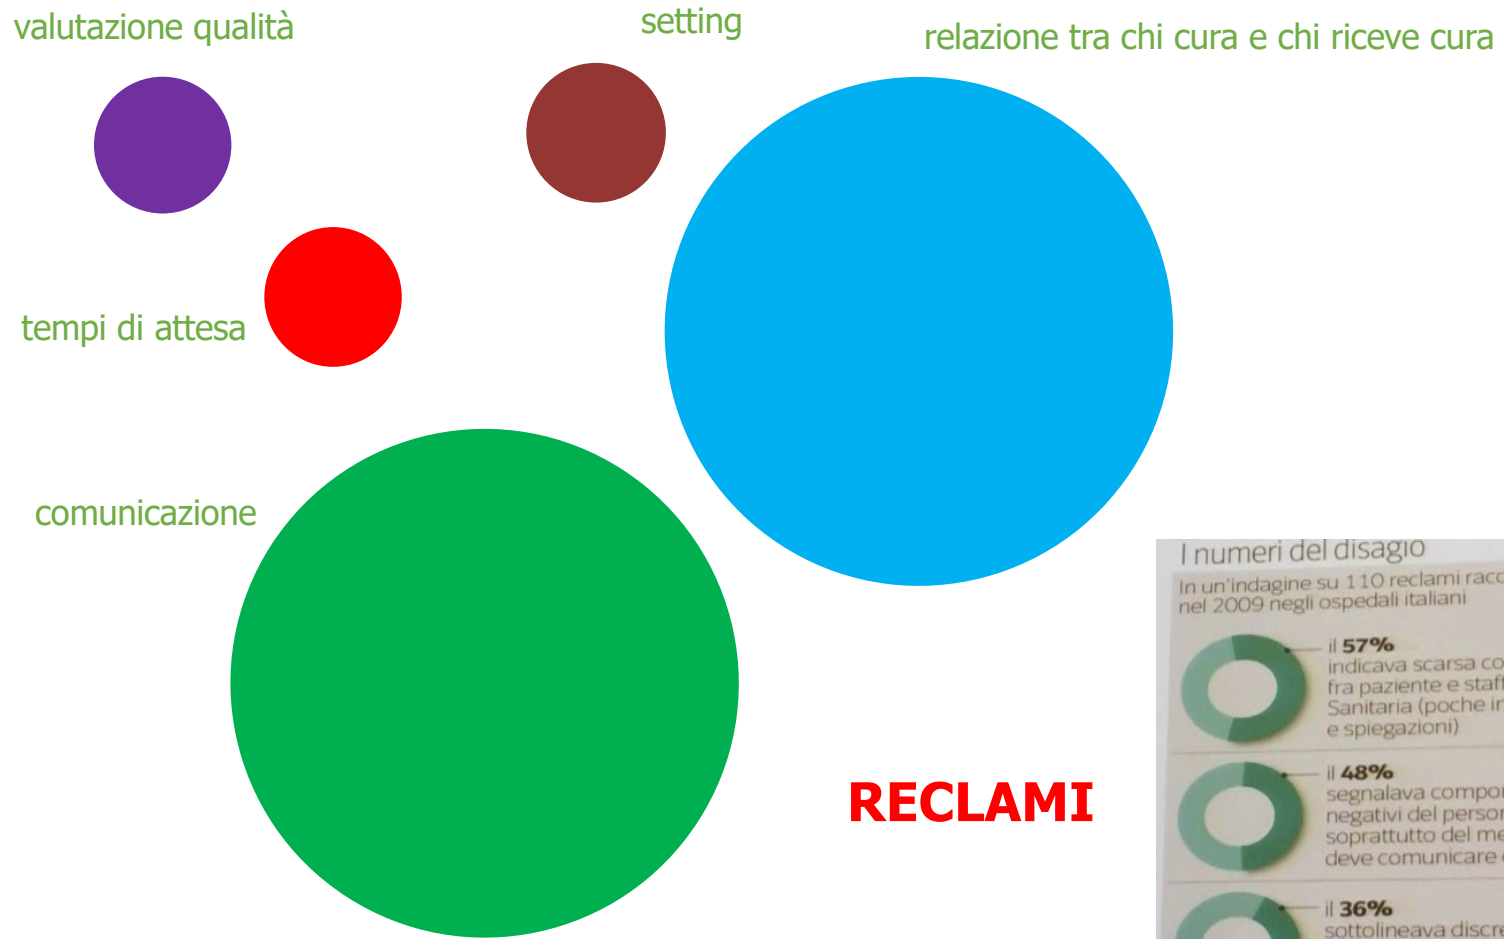 valutazione qualità
setting
relazione tra chi cura e chi riceve cura
tempi di attesa
comunicazione
RECLAMI
I numeri del disagio
In un'indagine su 110 reclami
nel 2009 negli ospedali italiani
il 57%
indicava scarsa
fra paziente e
Sanitaria (poche
e spiegazioni)
il 48%
segnalava
negativi del
soprattutto del
deve comunicare
il 36%
sottolineava